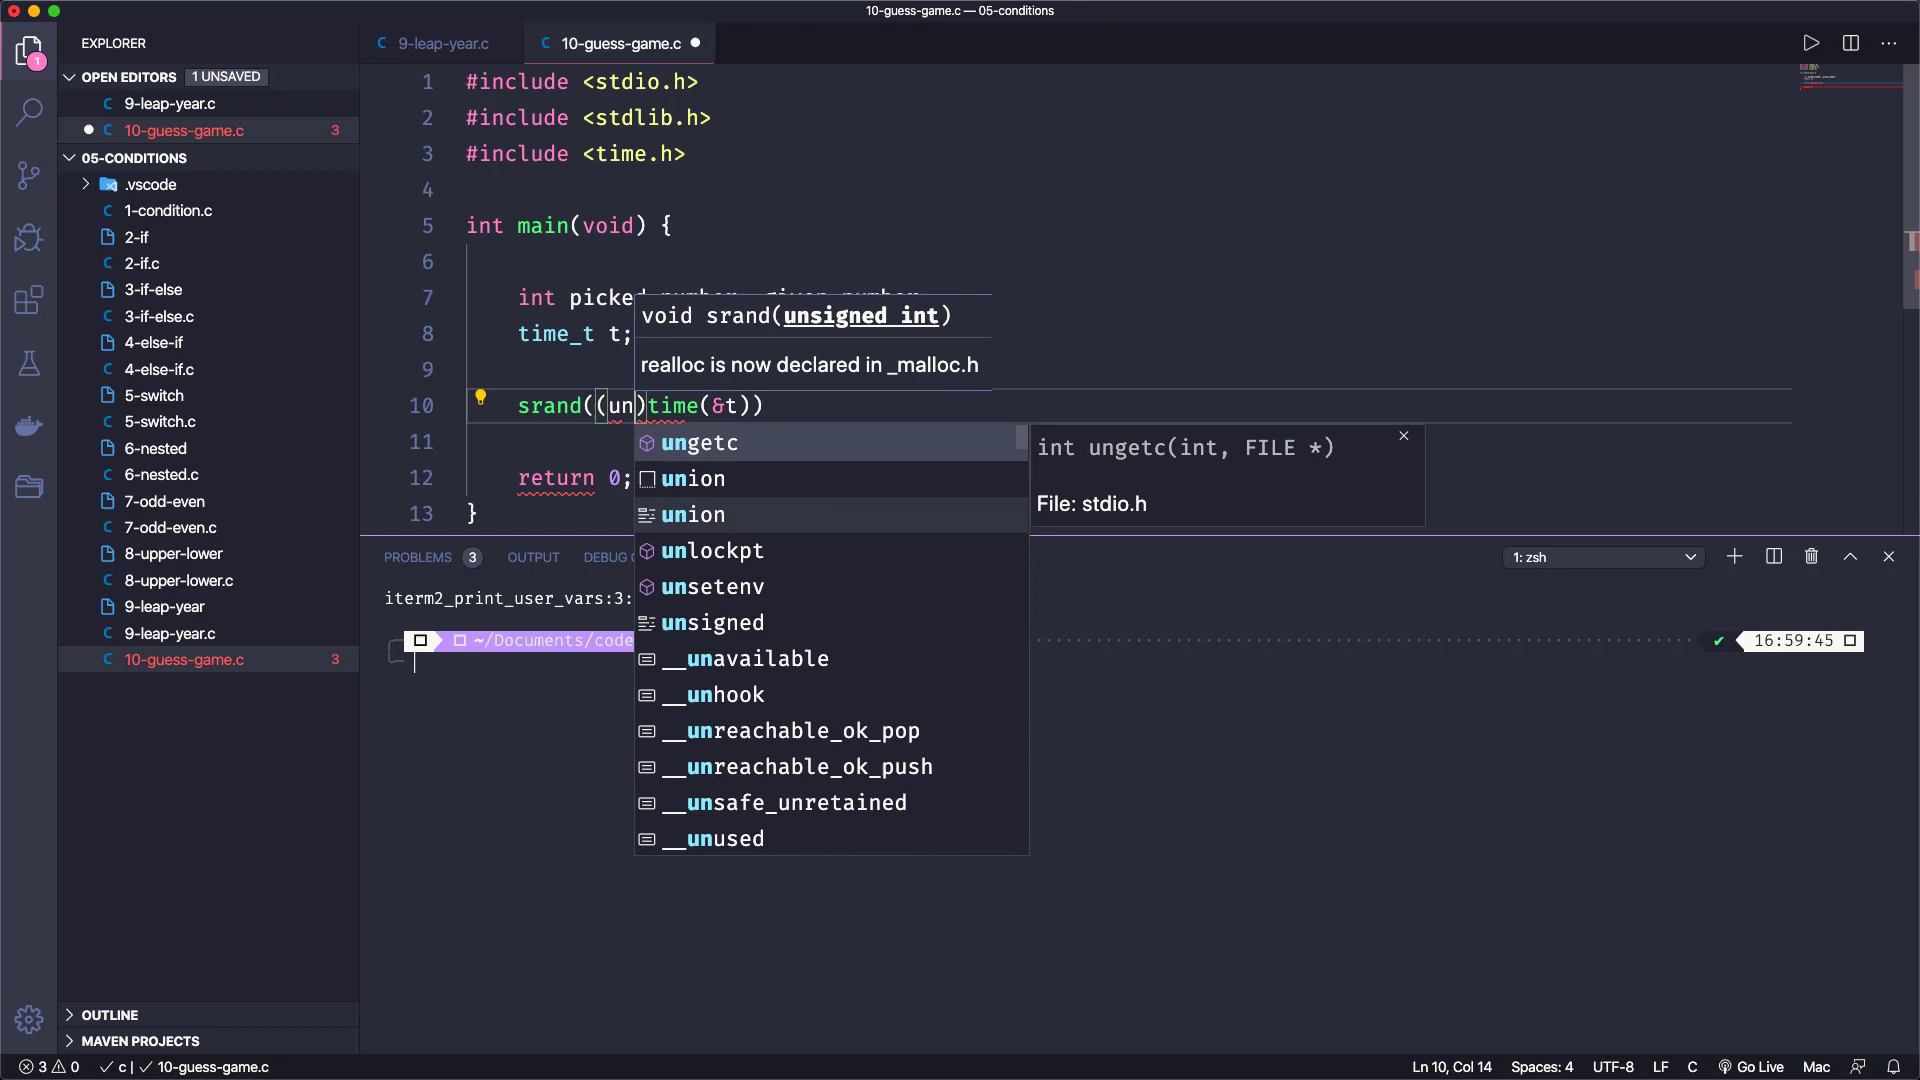 10-guess-game.c — 05-conditions
EXPLORER
OPEN EDITORS 1 UNSAVED
9-leap-year.c
10-guess-game.c 3
05-CONDITIONS
.vscode
1-condition.c
2-if
2-if.c
3-if-else
3-if-else.c
4-else-if
4-else-if.c
5-switch
5-switch.c
6-nested
6-nested.c
7-odd-even
7-odd-even.c
8-upper-lower
8-upper-lower.c
9-leap-year
9-leap-year.c
10-guess-game.c 3
OUTLINE
MAVEN PROJECTS
1
9-leap-year.c
10-guess-game.c
1 #include <stdio.h>
2 #include <stdlib.h>
3 #include <time.h>
4
5 int main(void) {
6
7 int picked
8 time_t t;
9
10 srand((un)time(&t))
11
12 return 0;
13 }
void srand(unsigned int)
realloc is now declared in _malloc.h
ungetc
union
union
unlockpt
unsetenv
unsigned
__unavailable
__unhook
__unreachable_ok_pop
__unreachable_ok_push
__unsafe_unretained
__unused
int ungetc(int, FILE *)
File: stdio.h
PROBLEMS 3 OUTPUT DEBUG
1: zsh
iterm2_print_user_vars:3:
~/Documents/code
16:59:45
3 0 c | 10-guess-game.c
Ln 10, Col 14 Spaces: 4 UTF-8 LF C Go Live Mac